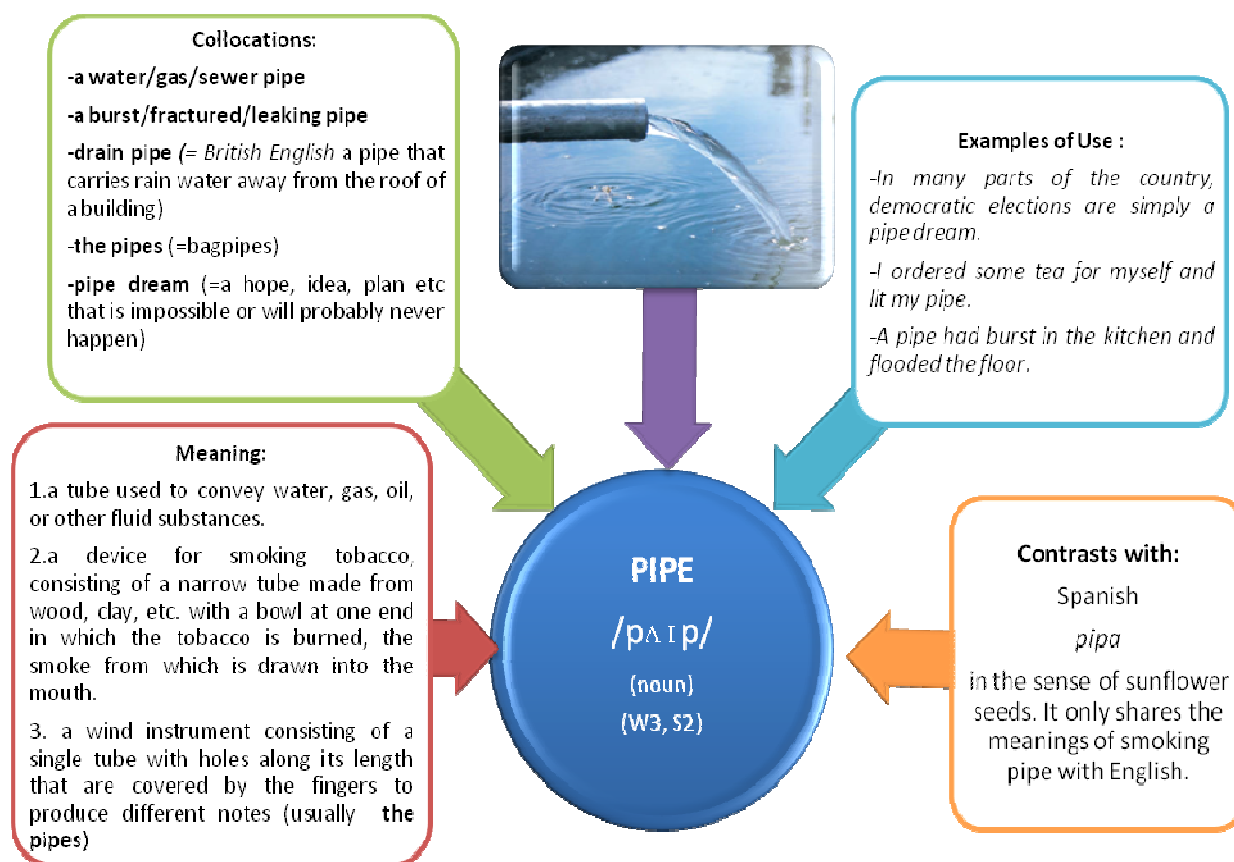 Collocations:
-a water/gas/sewer pipe
-a burst/fractured/leaking pipe
-drain pipe (= British English a pipe that
carries rain water away from the roof of
a building)
-the pipes (=bagpipes)
-pipe dream (=a hope, idea, plan etc
that is impossible or will probably never
happen)
Examples of Use :
-In many parts of the country,
democratic elections are simply a
pipe dream.
-I ordered some tea for myself and
lit my pipe.
-A pipe had burst in the kitchen and
flooded the floor.
Meaning:
1.a tube used to convey water, gas, oil,
or other fluid substances.
2.a device for smoking tobacco,
consisting of a narrow tube made from
wood, clay, etc. with a bowl at one end
in which the tobacco is burned, the
smoke from which is drawn into the
mouth.
3. a wind instrument consisting of a
single tube with holes along its length
that are covered by the fingers to
produce different notes (usually the
pipes)
PIPE
/pʌɪp/
(noun)
(W3, S2)
Contrasts with:
Spanish
pipa
in the sense of sunflower
seeds. It only shares the
meanings of smoking
pipe with English.